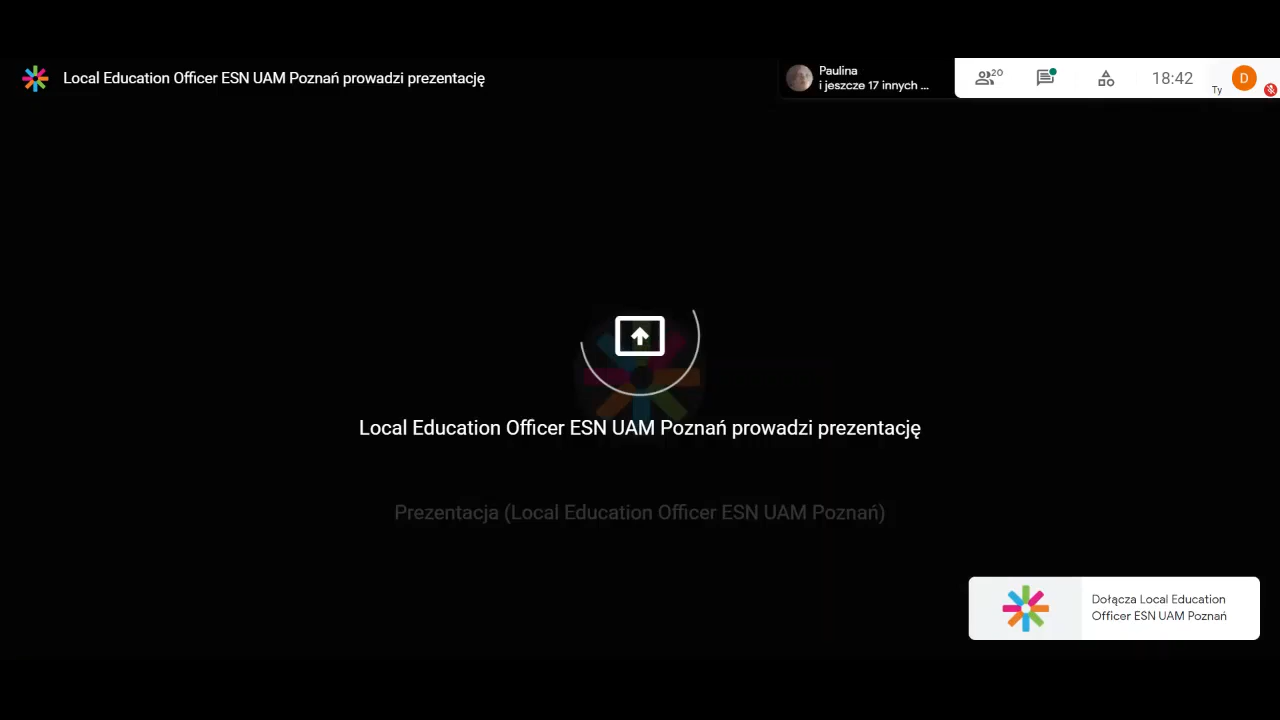 Local Education Officer ESN UAM Poznań prowadzi prezentację
Paulina
i jeszcze 17 innych ...
20
18:42
Ty
D
Local Education Officer ESN UAM Poznań prowadzi prezentację
Prezentacja (Local Education Officer ESN UAM Poznań)
Dołącza Local Education
Officer ESN UAM Poznań